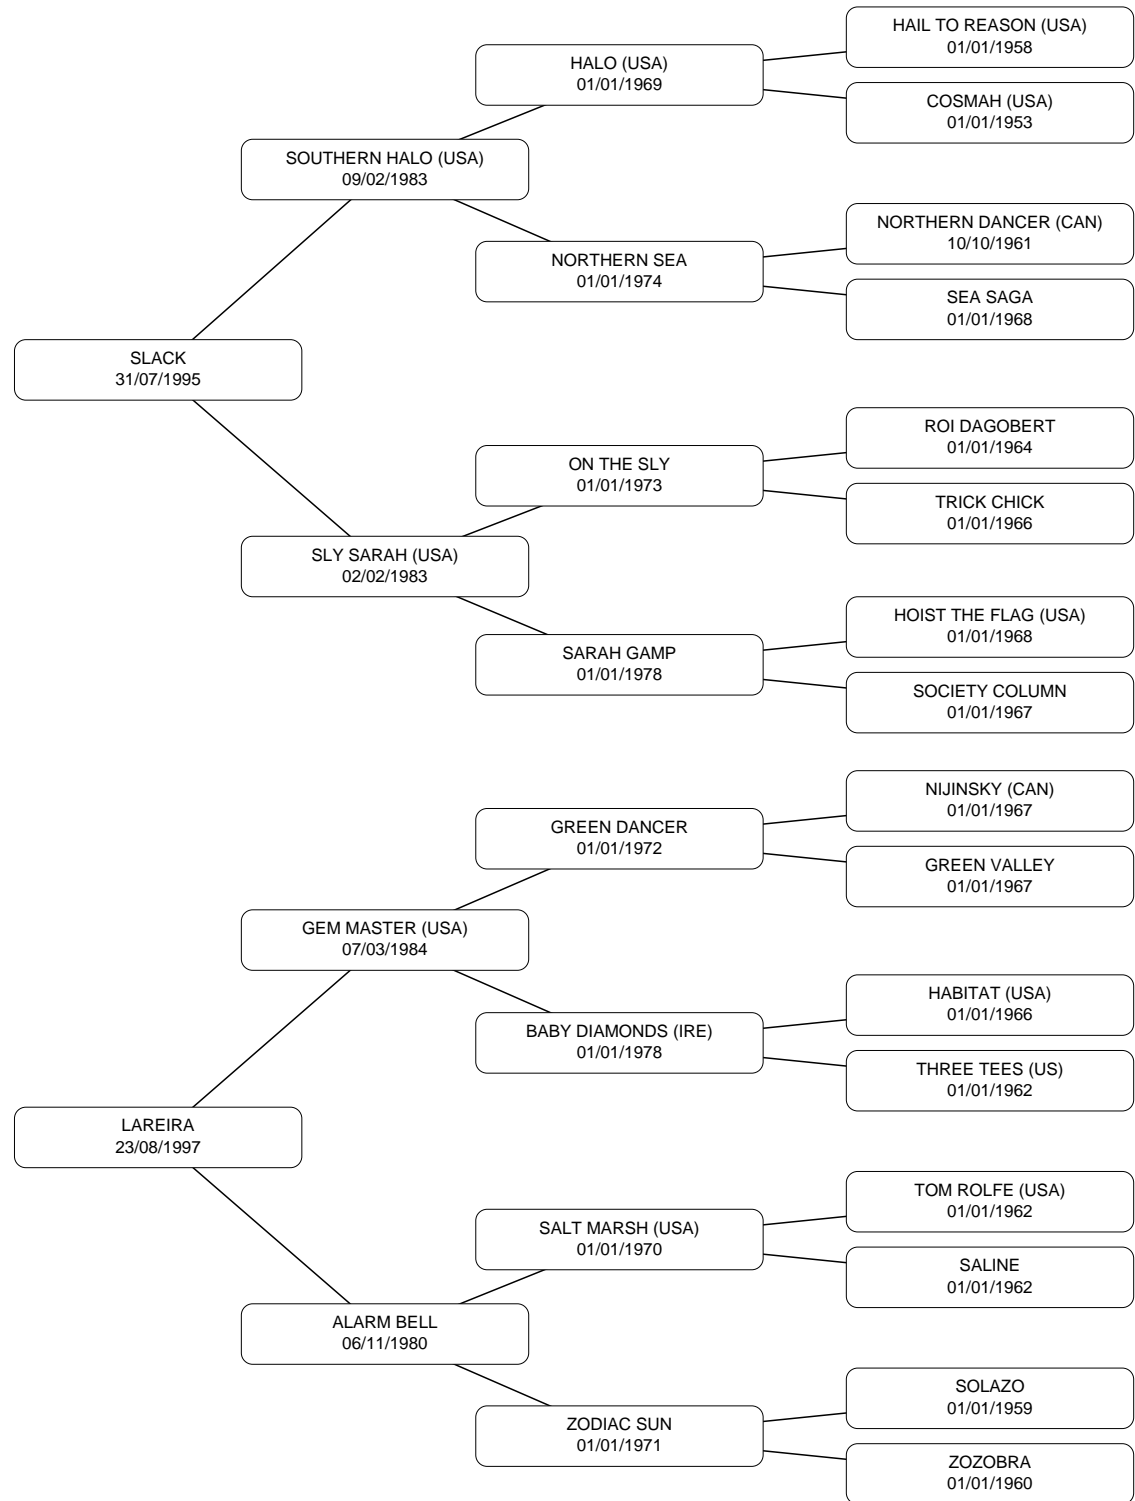 HAIL TO REASON (USA)
01/01/1958
HALO (USA)
01/01/1969
COSMAH (USA)
01/01/1953
SOUTHERN HALO (USA)
09/02/1983
NORTHERN DANCER (CAN)
10/10/1961
NORTHERN SEA
01/01/1974
SEA SAGA
01/01/1968
SLACK
31/07/1995
ROI DAGOBERT
01/01/1964
ON THE SLY
01/01/1973
TRICK CHICK
01/01/1966
SLY SARAH (USA)
02/02/1983
HOIST THE FLAG (USA)
01/01/1968
SARAH GAMP
01/01/1978
SOCIETY COLUMN
01/01/1967
NIJINSKY (CAN)
01/01/1967
GREEN DANCER
01/01/1972
GREEN VALLEY
01/01/1967
GEM MASTER (USA)
07/03/1984
HABITAT (USA)
01/01/1966
BABY DIAMONDS (IRE)
01/01/1978
THREE TEES (US)
01/01/1962
LAREIRA
23/08/1997
TOM ROLFE (USA)
01/01/1962
SALT MARSH (USA)
01/01/1970
SALINE
01/01/1962
ALARM BELL
06/11/1980
SOLAZO
01/01/1959
ZODIAC SUN
01/01/1971
ZOZOBRA
01/01/1960